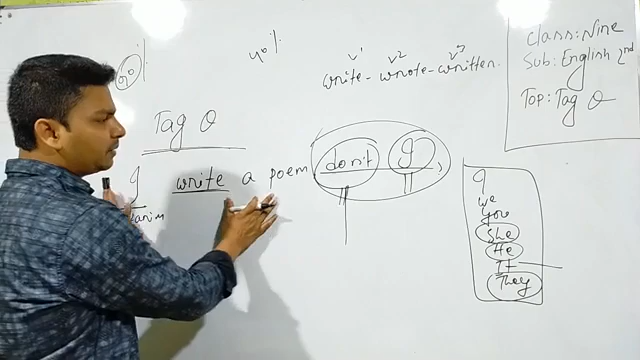 40%
v1 v2 v3
write - wrote - written.
Class: Nine
Sub: English 2nd
Top: Tag Q
Tag Q
I write a poem don't I,
I
we
you
She
He
It
They